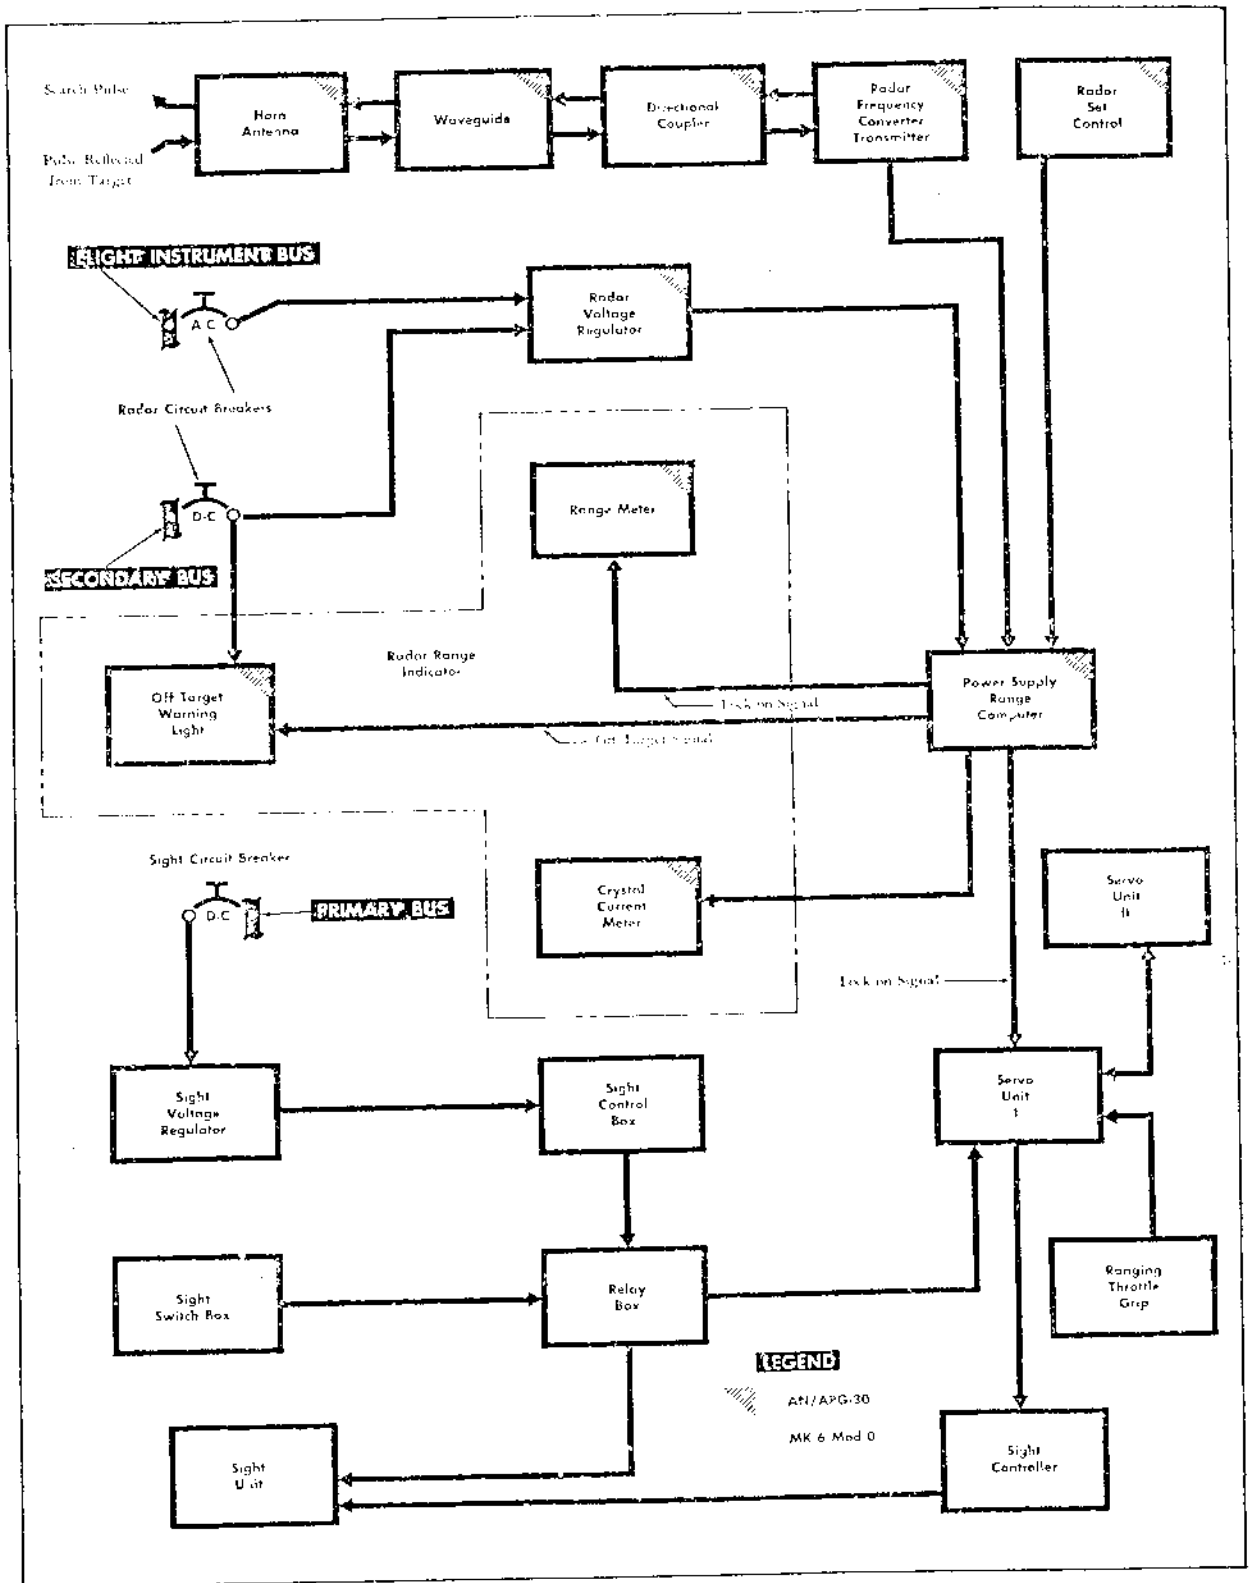 Search Pulse
Pulse Reflected
from Target
Horn
Antenna
Waveguide
Directional
Coupler
Radar
Frequency
Converter
Transmitter
Radar
Set
Control
FLIGHT INSTRUMENT BUS
A C
Radar
Voltage
Regulator
Radar Circuit Breakers
D-C
SECONDARY BUS
Range Meter
Radar Range
Indicator
Off Target
Warning
Light
Lock on Signal
Off Target Signal
Power Supply
Range
Computer
Sight Circuit Breaker
D-C
PRIMARY BUS
Crystal
Current
Meter
Servo
Unit
II
Lock on Signal
Sight
Voltage
Regulator
Sight
Control
Box
Servo
Unit
I
Sight
Switch Box
Relay
Box
Ranging
Throttle
Grip
LEGEND
AN/APG-30
MK 6 Mod 0
Sight
Unit
Sight
Controller